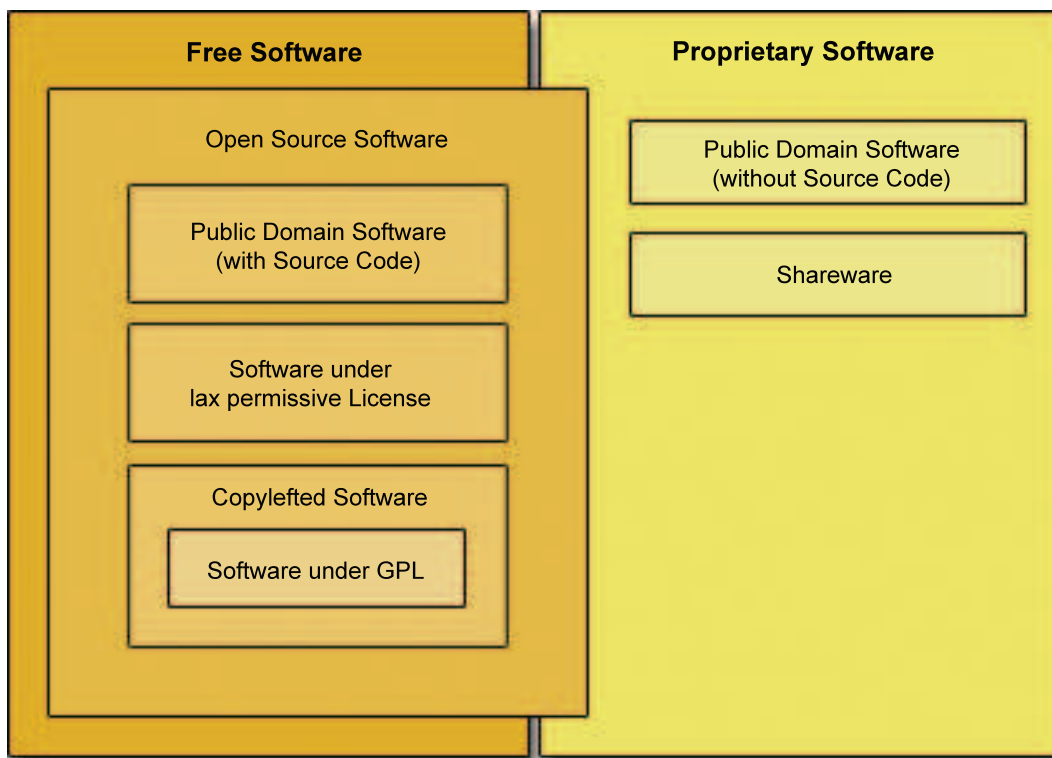 Free Software
Open Source Software
Public Domain Software
(with Source Code)
Software under
lax permissive License
Copylefted Software
Software under GPL
Proprietary Software
Public Domain Software
(without Source Code)
Shareware